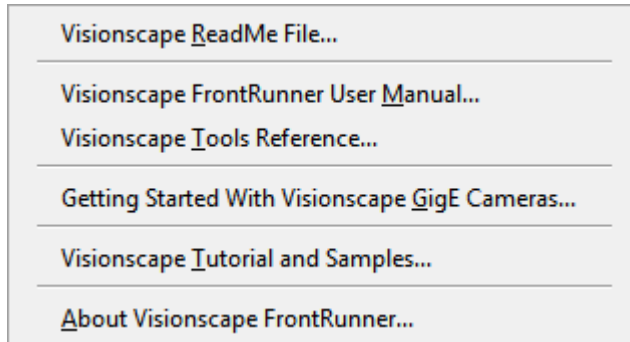 Visionscape ReadMe File...
Visionscape FrontRunner User Manual...
Visionscape Tools Reference...
Getting Started With Visionscape GigE Cameras...
Visionscape Tutorial and Samples...
About Visionscape FrontRunner...